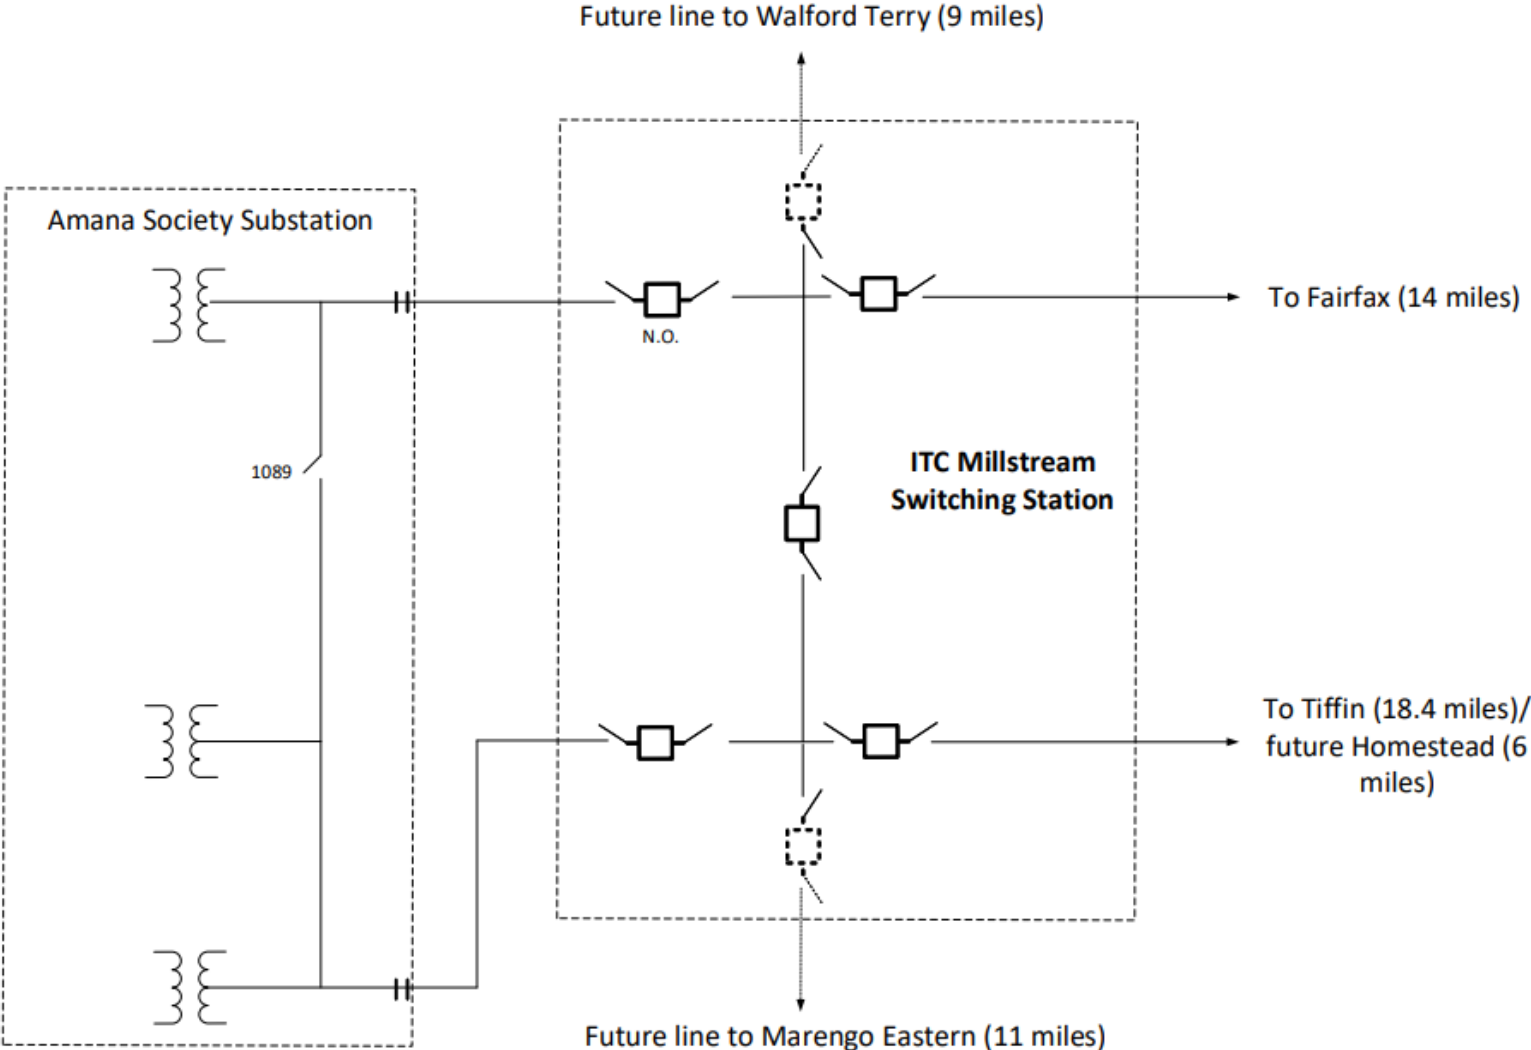 Future line to Walford Terry (9 miles)
Amana Society Substation
N.O.
To Fairfax (14 miles)
1089
ITC Millstream
Switching Station
To Tiffin (18.4 miles)/
future Homestead (6
miles)
Future line to Marengo Eastern (11 miles)